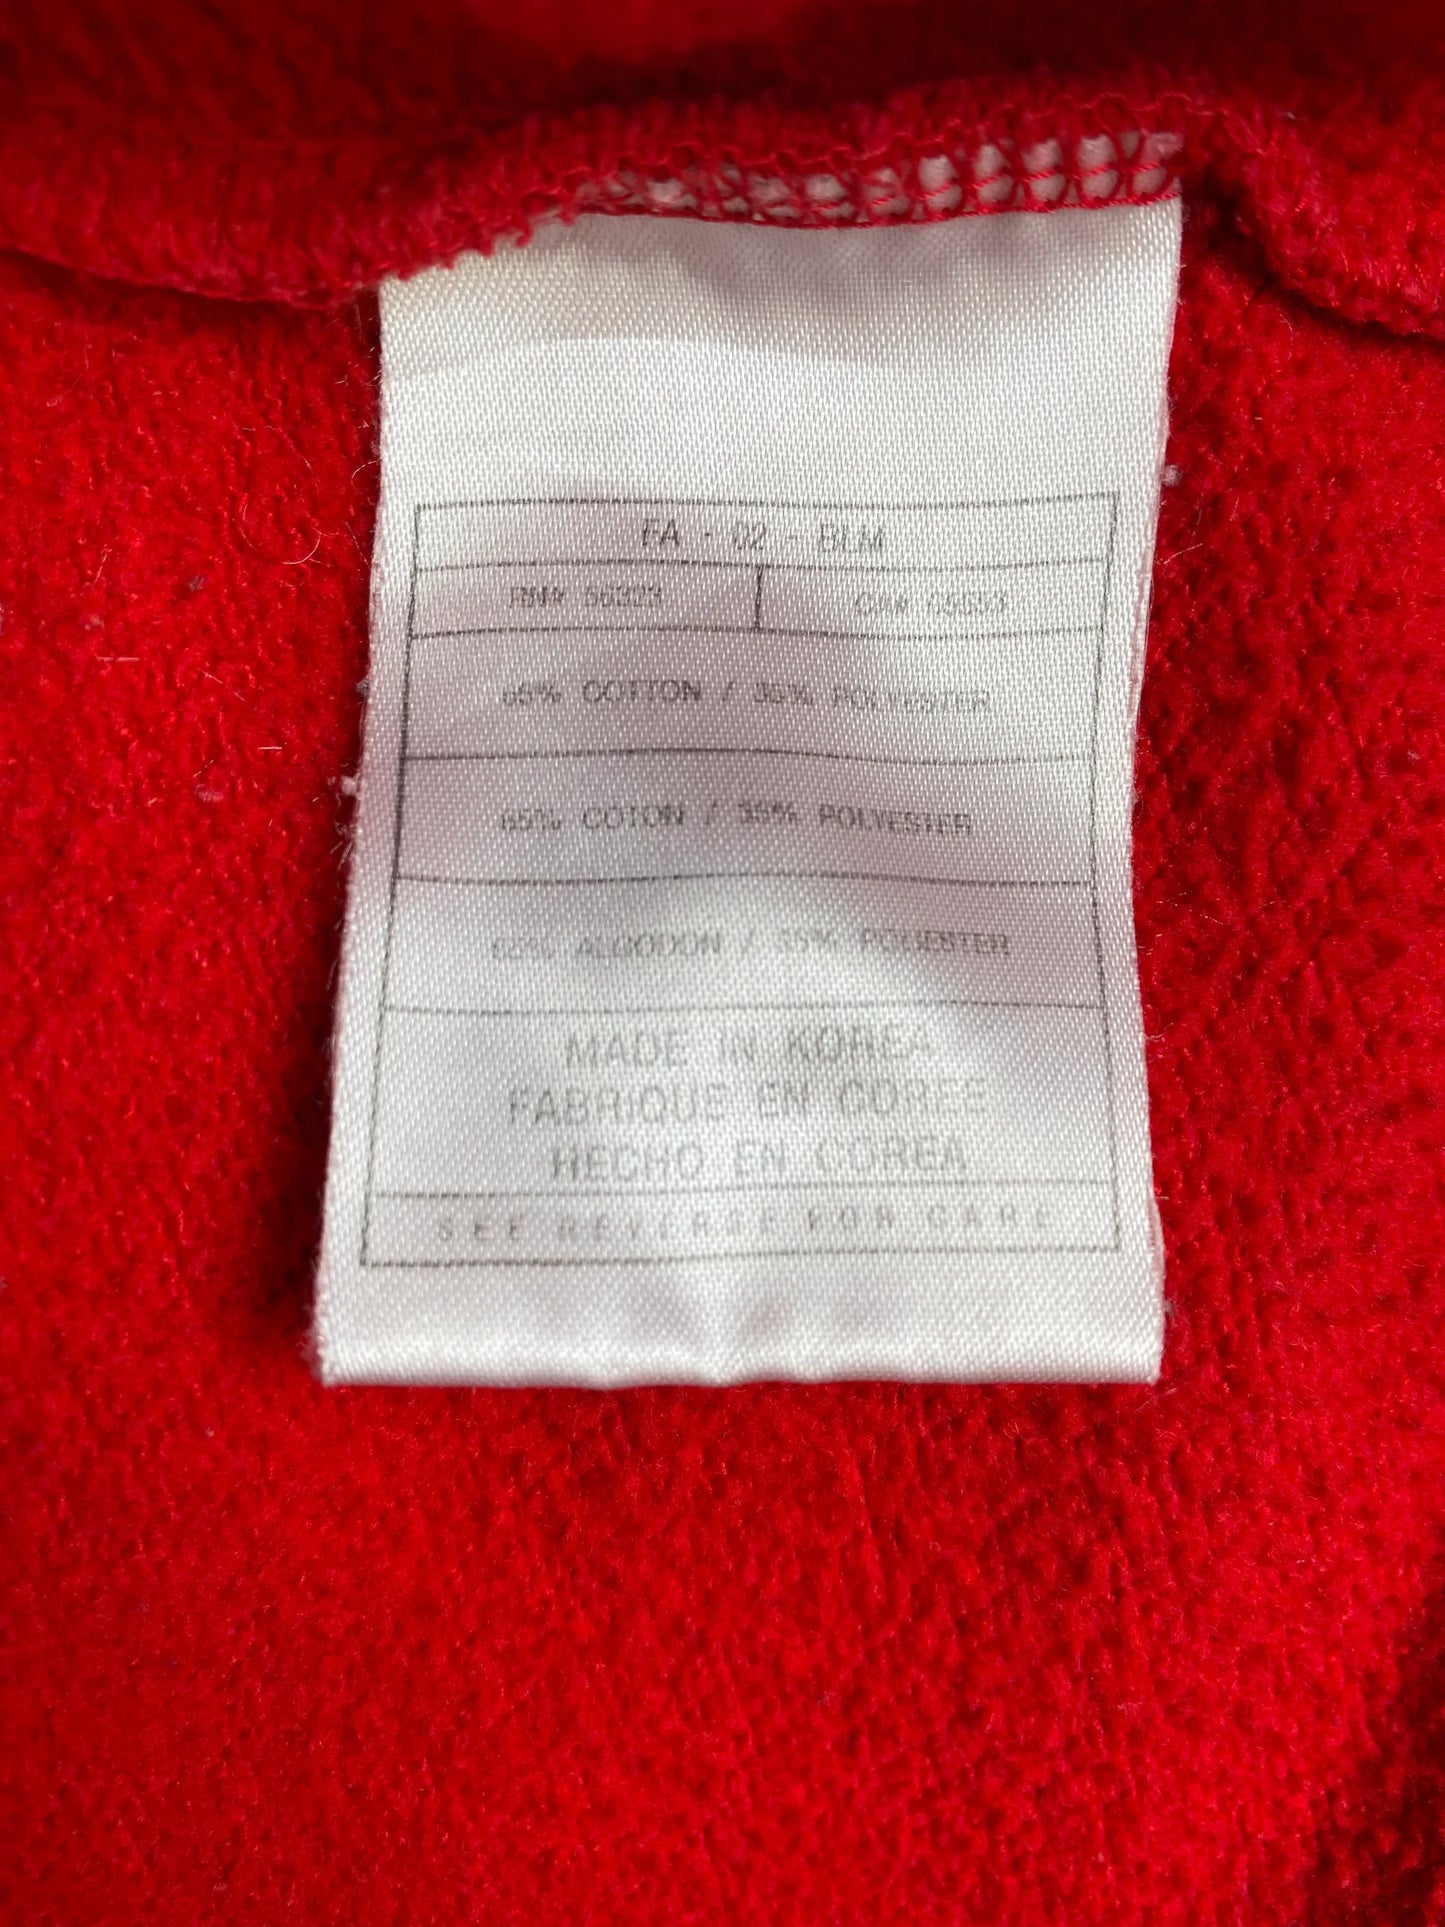 FA - 02 - BLM
RN# 56323 CA# 05553
65% COTTON / 35% POLYESTER
65% COTON / 35% POLYESTER
65% ALGODON / 35% POLIESTER
MADE IN KOREA
FABRIQUE EN COREE
HECHO EN COREA
SEE REVERSE FOR CARE